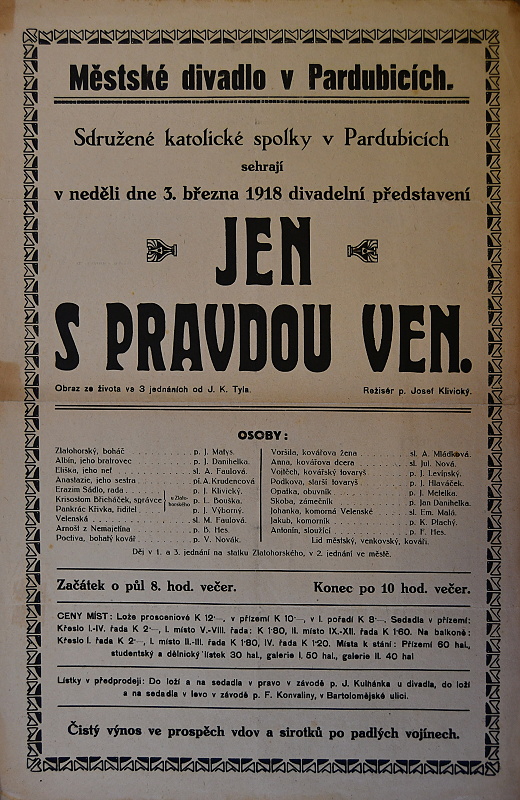 Městské divadlo v Pardubicích.
Sdružené katolické spolky v Pardubicích
sehrají
v neděli dne 3. března 1918 divadelní představení
JEN
S PRAVDOU VEN.
Obraz ze života ve 3 jednáních od J. K. Tyla. Režisér p. Josef Klivický.
OSOBY:
Zlatohorský, boháč . . . p. J. Matys.
Albín, jeho bratrovec . . . p. J. Danihelka.
Eliška, jeho neť . . . sl. A. Faulová.
Anastazie, jeho sestra . . . pí. A. Krudencová
Erazim Sádlo, rada . . . p. J. Klivický.
Krisostom Břicháček, správce p. L. Bouška.
Pankrác Křivka, ředitel p. J. Výborný.
u Zlatohorského
Velenská . . . sl. M. Faulová.
Arnošt z Nemajetína . . . p. B. Hes.
Poctiva, bohatý kovář . . . p. V. Novák.
Voršila, kovářova žena . . . sl. A. Mládková.
Anna, kovářova dcera . . . sl. Jul. Nová.
Vojtěch, kovářský tovaryš . . . p. J. Levinský.
Podkova, starší tovaryš . . . p. J. Hlaváček.
Opatka, obuvník . . . p. J. Melelka.
Skoba, zámečník . . . p. Jan Danihelka.
Johanka, komorná Velenské . . . sl. Em. Malá.
Jakub, komorník . . . p. K. Plachý.
Antonín, sloužící . . . p. F. Hes.
Lid městský, venkovský, kováři.
Děj v 1. a 3. jednání na statku Zlatohorského, v 2. jednání ve městě.
Začátek o půl 8. hod. večer. Konec po 10 hod. večer.
CENY MÍST: Lože prosceniové K 12·—, v přízemí K 10·—, v I. pořadí K 8·—. Sedadla v přízemí:
Křeslo I.-IV. řada K 2·—, I. místo V.-VIII. řada: K 1·80, II. místo IX.-XII. řada K 1·60. Na balkoně:
Křeslo I. řada K 2·—, I. místo II.-III. řada K 1·80, IV. řada K 1·20. Místa k stání: Přízemí 60 hal.,
studentský a dělnický lístek 30 hal., galerie I. 50 hal., galerie II. 40 hal
Lístky v předprodeji: Do loží a na sedadla v pravo v závodě p. J. Kulhánka u divadla, do loží
a na sedadla v levo v závodě p. F. Konvaliny, v Bartolomějské ulici.
Čistý výnos ve prospěch vdov a sirotků po padlých vojínech.